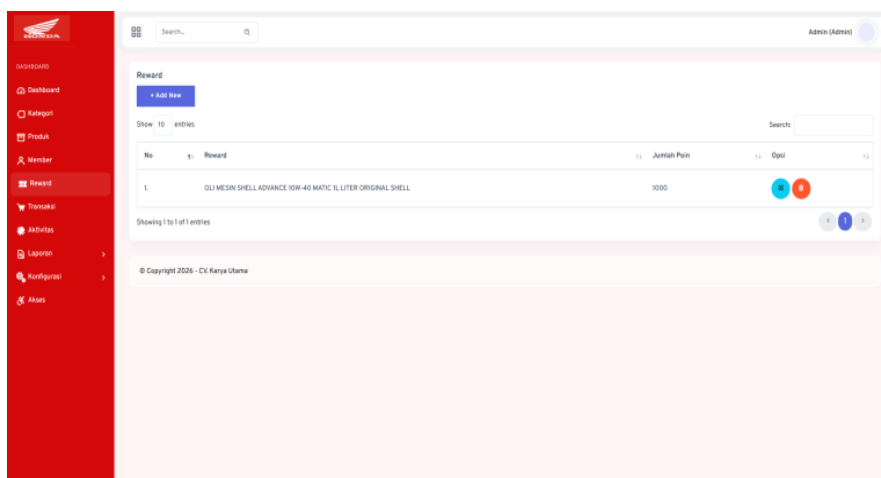 HONDA
Search...
Admin (Admin)
DASHBOARD
Dashboard
Kategori
Produk
Member
Reward
Transaksi
Aktivitas
Laporan
Konfigurasi
Akses
Reward
+ Add New
Show 10 entries
Search:
No Reward Jumlah Poin Opsi
1. OLI MESIN SHELL ADVANCE 10W-40 MATIC 1L LITER ORIGINAL SHELL 1000
Showing 1 to 1 of 1 entries
1
© Copyright 2026 - CV. Karya Utama